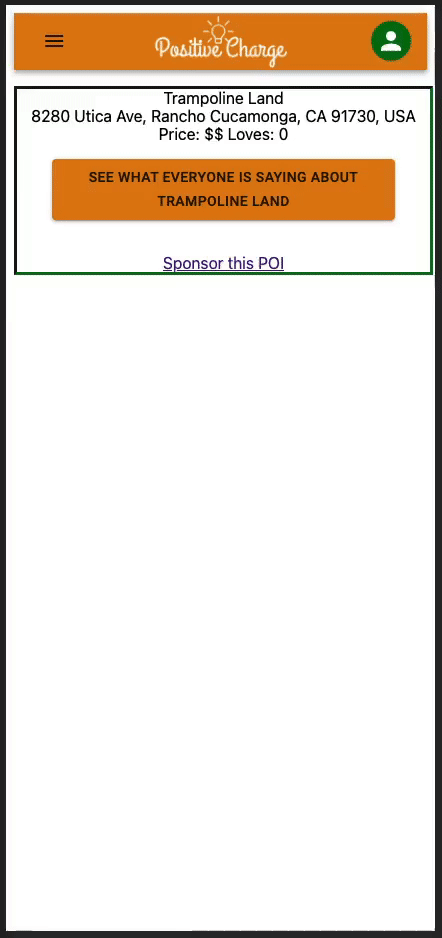 Positive Charge
Trampoline Land
8280 Utica Ave, Rancho Cucamonga, CA 91730, USA
Price: $$ Loves: 0
SEE WHAT EVERYONE IS SAYING ABOUT
TRAMPOLINE LAND
Sponsor this POI